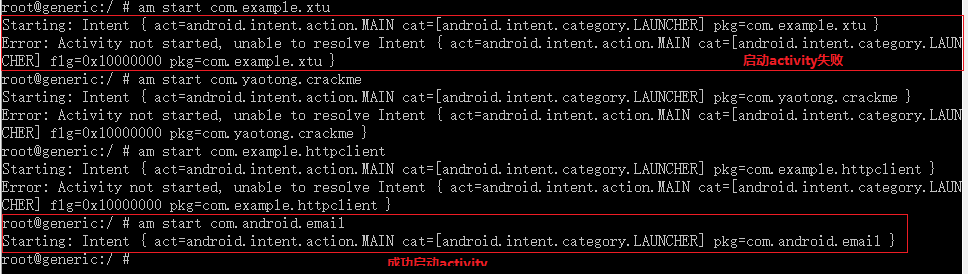 root@generic:/ # am start com.example.xtu
Starting: Intent { act=android.intent.action.MAIN cat=[android.intent.category.LAUNCHER] pkg=com.example.xtu }
Error: Activity not started, unable to resolve Intent { act=android.intent.action.MAIN cat=[android.intent.category.LAUN
CHER] flg=0x10000000 pkg=com.example.xtu }
启动activity失败
root@generic:/ # am start com.yaotong.crackme
Starting: Intent { act=android.intent.action.MAIN cat=[android.intent.category.LAUNCHER] pkg=com.yaotong.crackme }
Error: Activity not started, unable to resolve Intent { act=android.intent.action.MAIN cat=[android.intent.category.LAUN
CHER] flg=0x10000000 pkg=com.yaotong.crackme }
root@generic:/ # am start com.example.httpclient
Starting: Intent { act=android.intent.action.MAIN cat=[android.intent.category.LAUNCHER] pkg=com.example.httpclient }
Error: Activity not started, unable to resolve Intent { act=android.intent.action.MAIN cat=[android.intent.category.LAUN
CHER] flg=0x10000000 pkg=com.example.httpclient }
root@generic:/ # am start com.android.email
Starting: Intent { act=android.intent.action.MAIN cat=[android.intent.category.LAUNCHER] pkg=com.android.email }
root@generic:/ #
成功启动activity